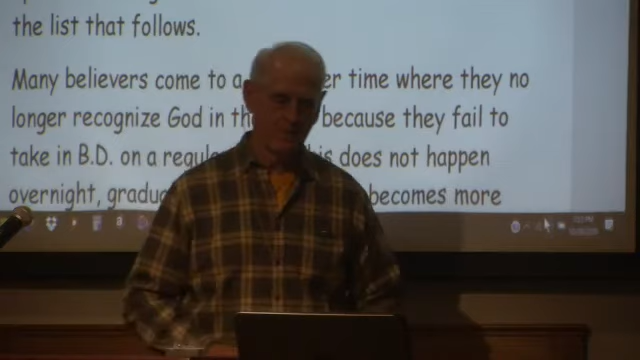 the list that follows.
Many believers come to a er time where they no
longer recognize God in th because they fail to
take in B.D. on a regula his does not happen
overnight, gradua becomes more